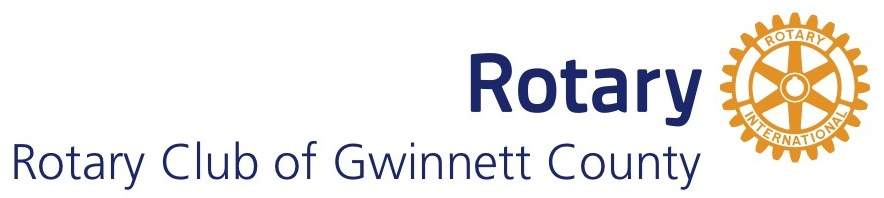 Rotary
Rotary Club of Gwinnett County
ROTARY
INTERNATIONAL